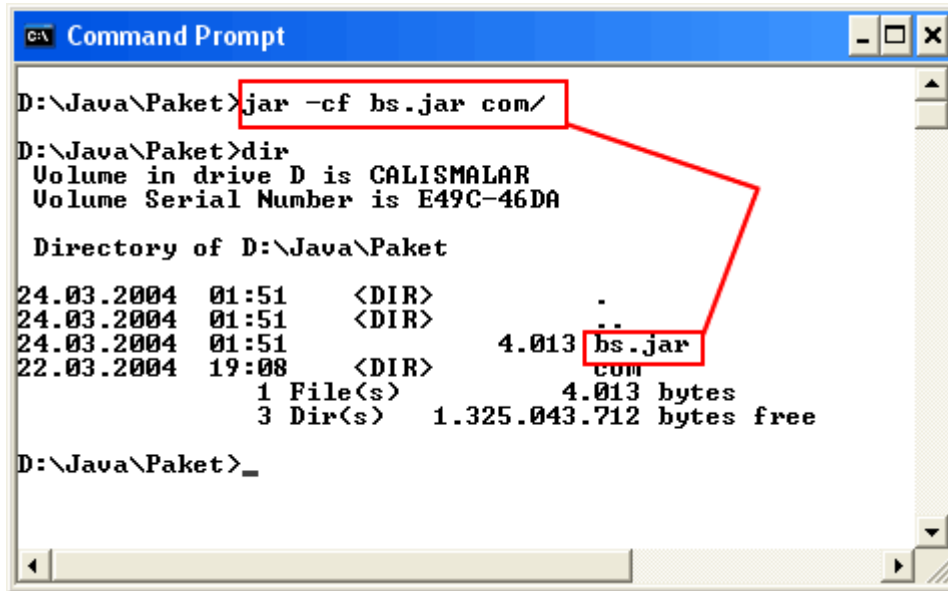 Command Prompt
D:\Java\Paket>jar -cf bs.jar com/
D:\Java\Paket>dir
Volume in drive D is CALISMALAR
Volume Serial Number is E49C-46DA
Directory of D:\Java\Paket
24.03.2004 01:51 <DIR> .
24.03.2004 01:51 <DIR> ..
24.03.2004 01:51 4.013 bs.jar
22.03.2004 19:08 <DIR> com
1 File(s) 4.013 bytes
3 Dir(s) 1.325.043.712 bytes free
D:\Java\Paket>_